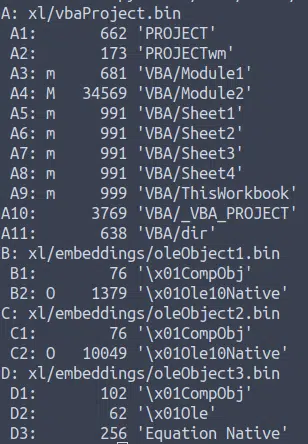 A: xl/vbaProject.bin
A1: 662 'PROJECT'
A2: 173 'PROJECTwm'
A3: m 681 'VBA/Module1'
A4: M 34569 'VBA/Module2'
A5: m 991 'VBA/Sheet1'
A6: m 991 'VBA/Sheet2'
A7: m 991 'VBA/Sheet3'
A8: m 991 'VBA/Sheet4'
A9: m 999 'VBA/ThisWorkbook'
A10: 3769 'VBA/_VBA_PROJECT'
A11: 638 'VBA/dir'
B: xl/embeddings/oleObject1.bin
B1: 76 '\x01CompObj'
B2: O 1379 '\x01Ole10Native'
C: xl/embeddings/oleObject2.bin
C1: 76 '\x01CompObj'
C2: O 10049 '\x01Ole10Native'
D: xl/embeddings/oleObject3.bin
D1: 102 '\x01CompObj'
D2: 62 '\x01Ole'
D3: 256 'Equation Native'